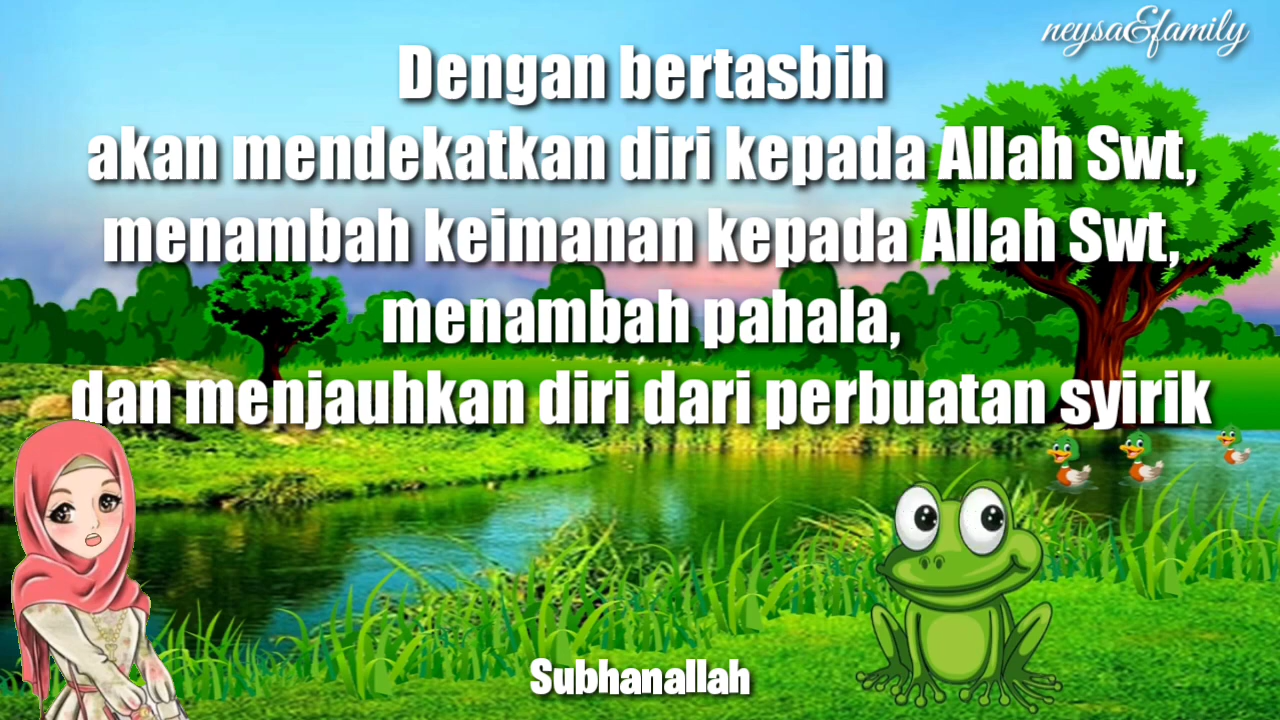 neysa&family
Dengan bertasbih
akan mendekatkan diri kepada Allah Swt,
menambah keimanan kepada Allah Swt,
menambah pahala,
dan menjauhkan diri dari perbuatan syirik
Subhanallah